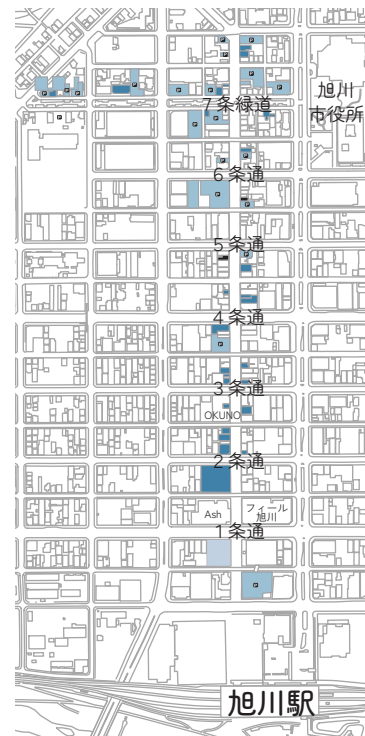 旭川
市役所
7条緑道
6条通
5条通
4条通
3条通
OKUNO
2条通
Ash
フィール
旭川
1条通
旭川駅